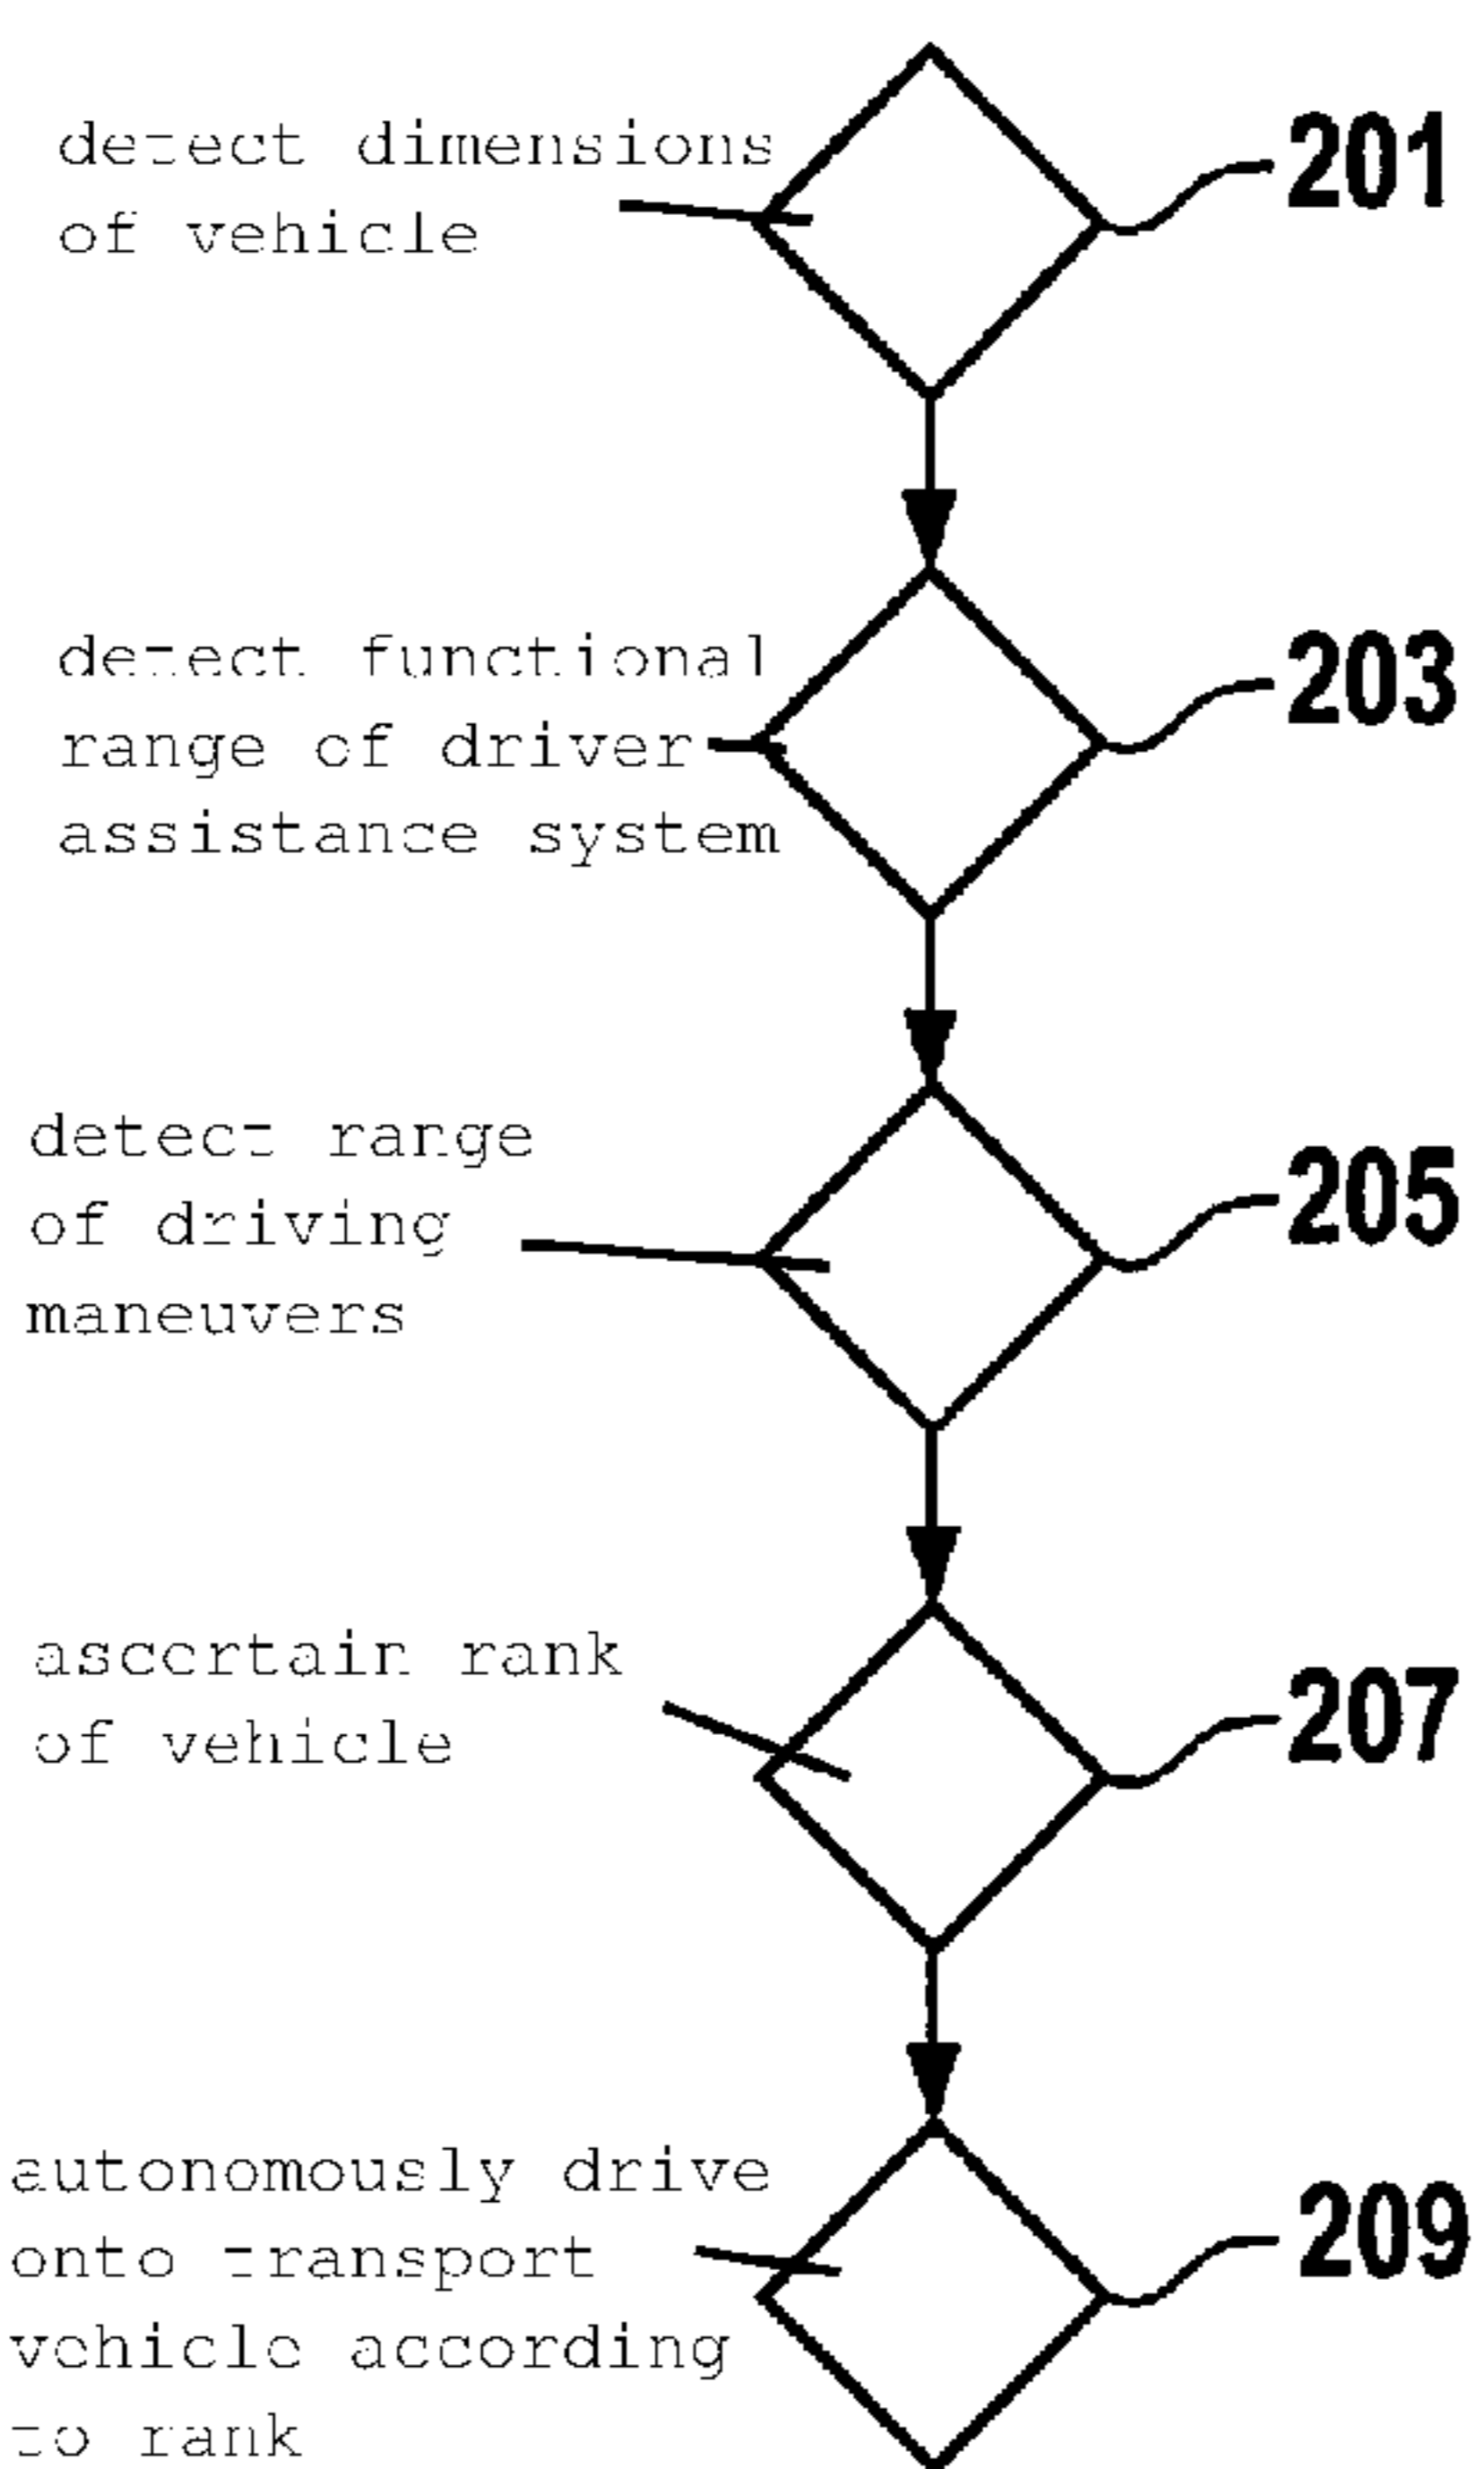 detect dimensions
of vehicle
201
detect functional
range of driver
assistance system
203
detect range
of driving
maneuvers
205
ascertain rank
of vehicle
207
autonomously drive
onto transport
vehicle according
to rank
209